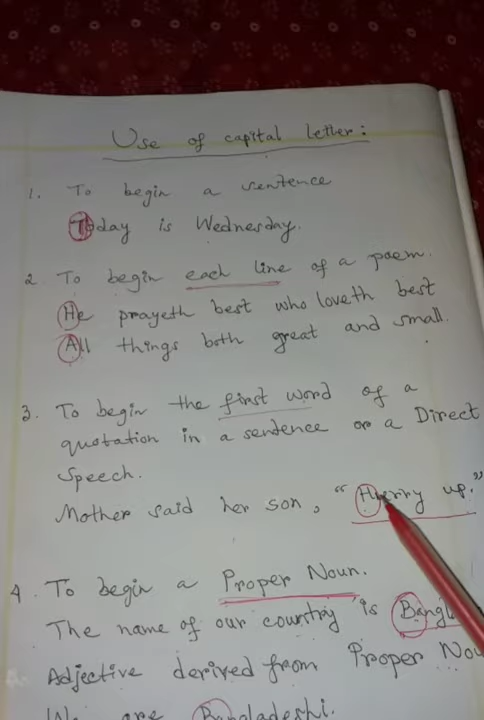 Use of capital letter:
1. To begin a sentence
Today is Wednesday.
2. To begin each line of a poem.
He prayeth best who loveth best
All things both great and small.
3. To begin the first word of a
quotation in a sentence or a Direct
Speech.
Mother said her son, "Hurry up."
4. To begin a Proper Noun.
The name of our country is
Adjective derived from Proper
We are Bangladeshi.